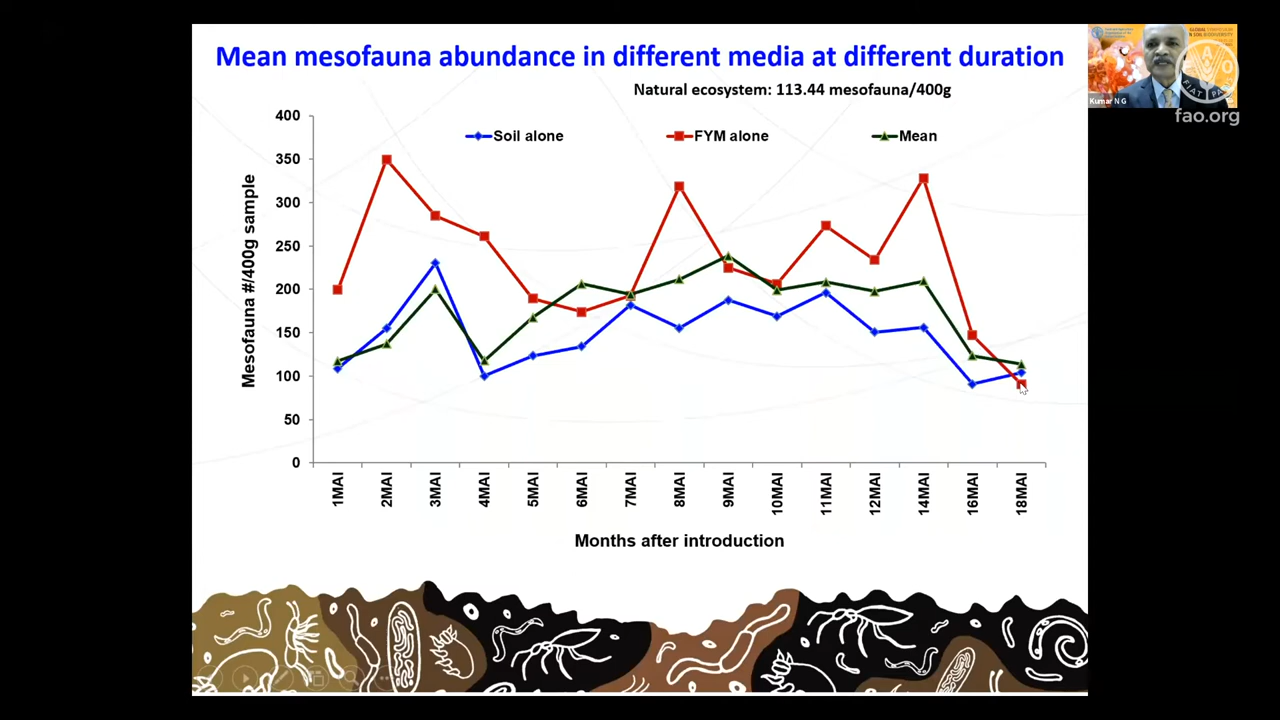 Mean mesofauna abundance in different media at different duration
Natural ecosystem: 113.44 mesofauna/400g
Soil alone
FYM alone
Mean
Mesofauna #/400g sample
400
350
300
250
200
150
100
50
0
1MAI
2MAI
3MAI
4MAI
5MAI
6MAI
7MAI
8MAI
9MAI
10MAI
11MAI
12MAI
14MAI
16MAI
18MAI
Months after introduction
Kumar N G
fao.org